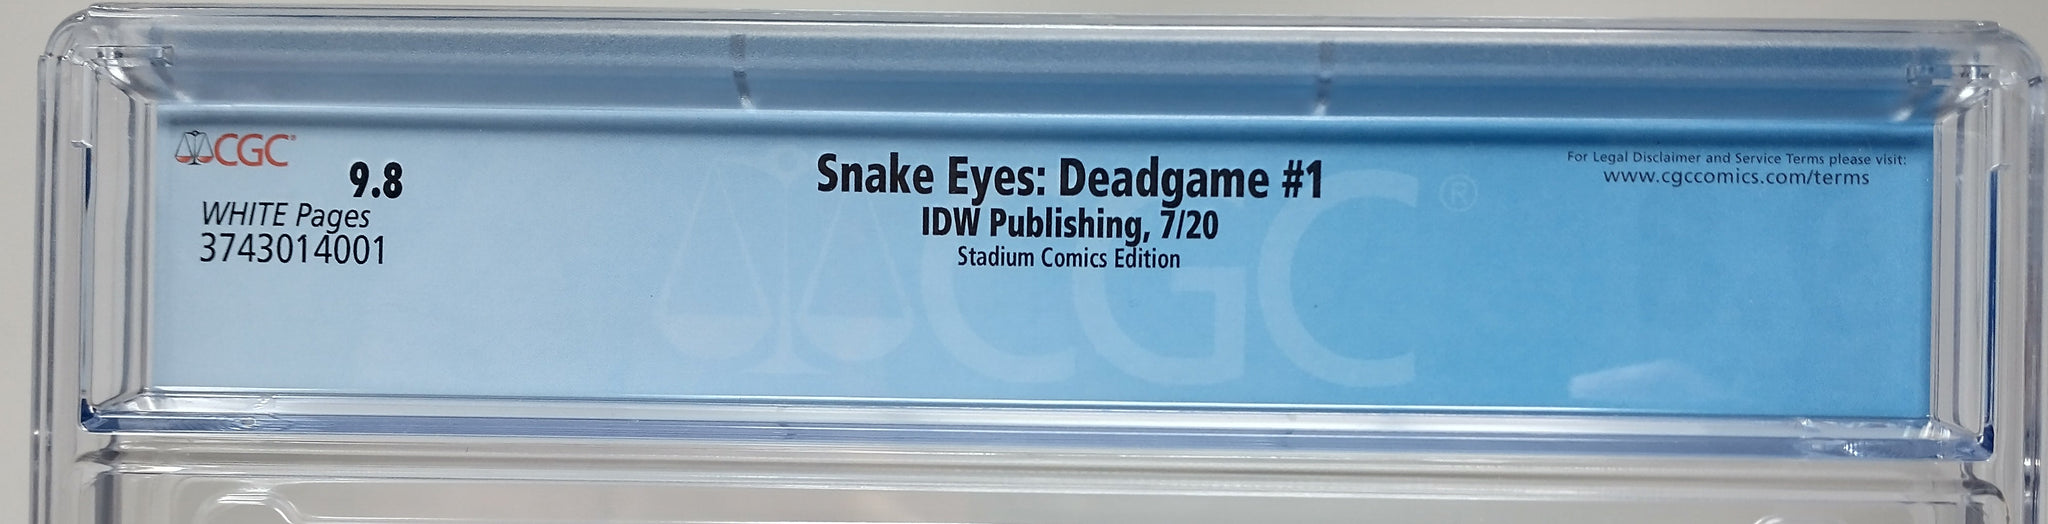 CGC®
9.8
WHITE Pages
3743014001
Snake Eyes: Deadgame #1
IDW Publishing, 7/20
Stadium Comics Edition
For Legal Disclaimer and Service Terms please visit:
www.cgccomics.com/terms
CGC®